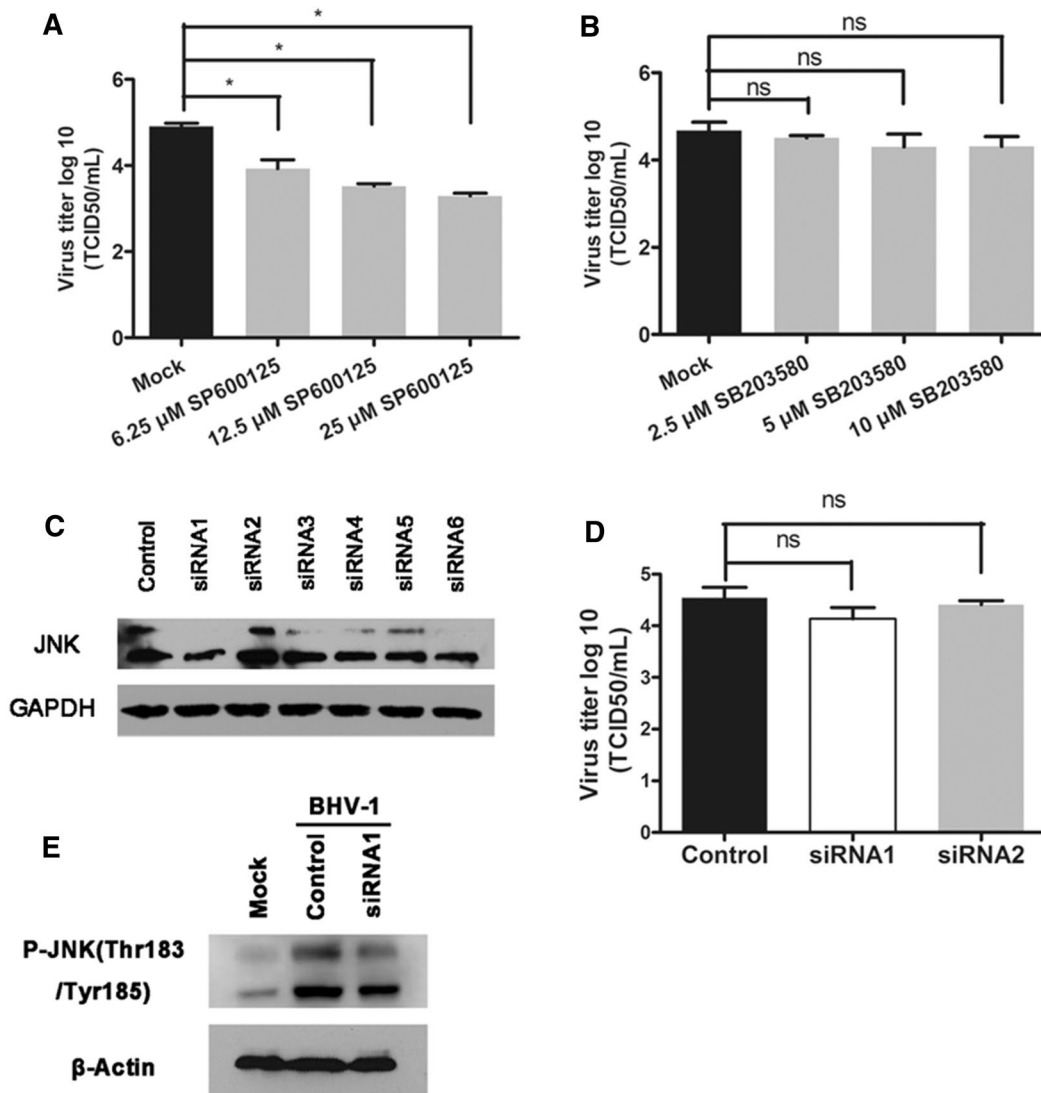 A
*
*
*
6
4
2
0
Virus titer log 10
(TCID50/mL)
Mock
6.25 µM SP600125
12.5 µM SP600125
25 µM SP600125
B
ns
ns
ns
6
4
2
0
Virus titer log 10
(TCID50/mL)
Mock
2.5 µM SB203580
5 µM SB203580
10 µM SB203580
C
Control
siRNA1
siRNA2
siRNA3
siRNA4
siRNA5
siRNA6
JNK
GAPDH
D
ns
ns
5
4
3
2
1
0
Virus titer log 10
(TCID50/mL)
Control
siRNA1
siRNA2
E
BHV-1
Mock
Control
siRNA1
P-JNK(Thr183
/Tyr185)
β-Actin